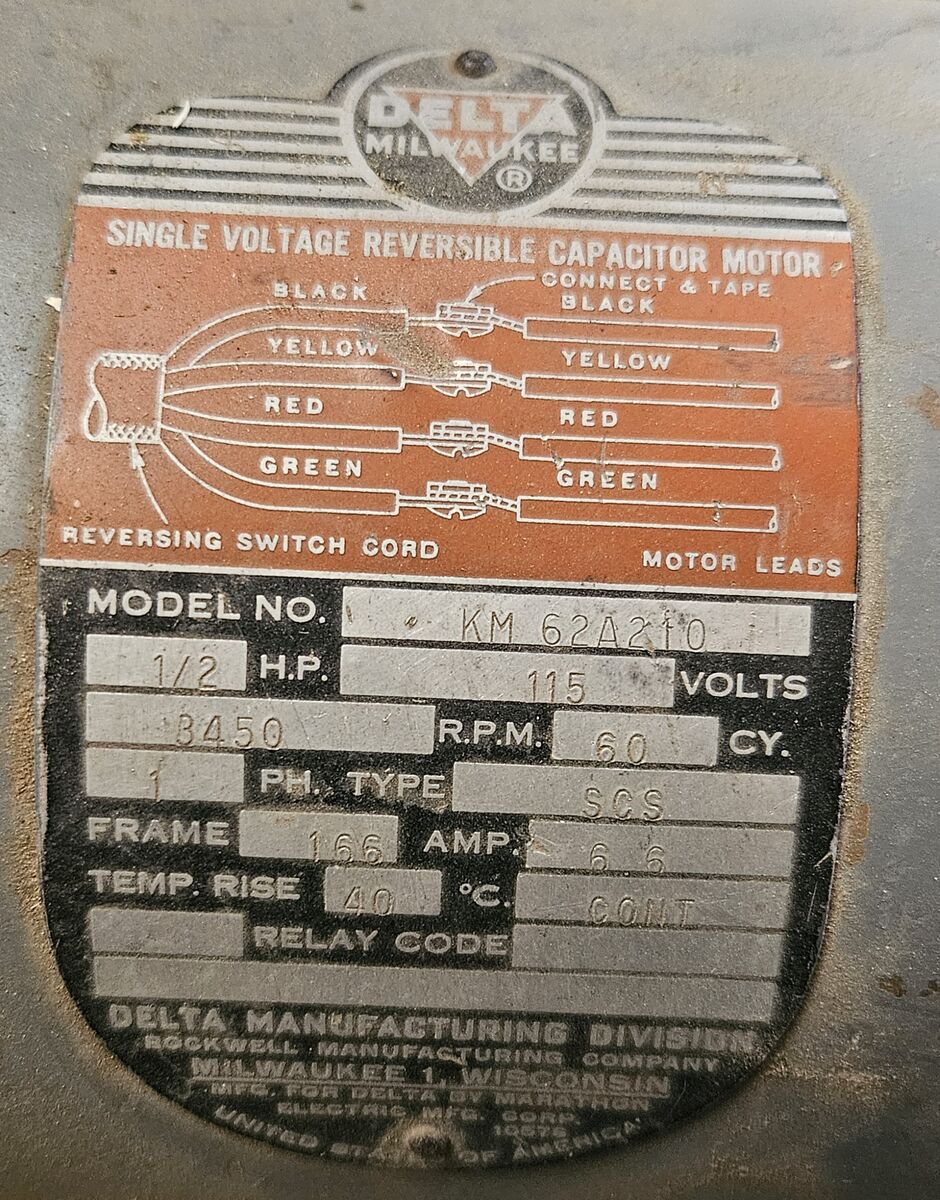 DELTA
MILWAUKEE
®
SINGLE VOLTAGE REVERSIBLE CAPACITOR MOTOR
CONNECT & TAPE
BLACK BLACK
YELLOW YELLOW
RED RED
GREEN GREEN
REVERSING SWITCH CORD MOTOR LEADS
MODEL NO. KM 62A210
1/2 H.P. 115 VOLTS
3450 R.P.M. 60 CY.
1 PH. TYPE SCS
FRAME 166 AMP. 6.6
TEMP. RISE 40 °C. CONT
RELAY CODE
DELTA MANUFACTURING DIVISION
ROCKWELL MANUFACTURING COMPANY
MILWAUKEE 1, WISCONSIN
MFG. FOR DELTA BY MARATHON
ELECTRIC MFG. CORP.
UNITED STATES OF AMERICA